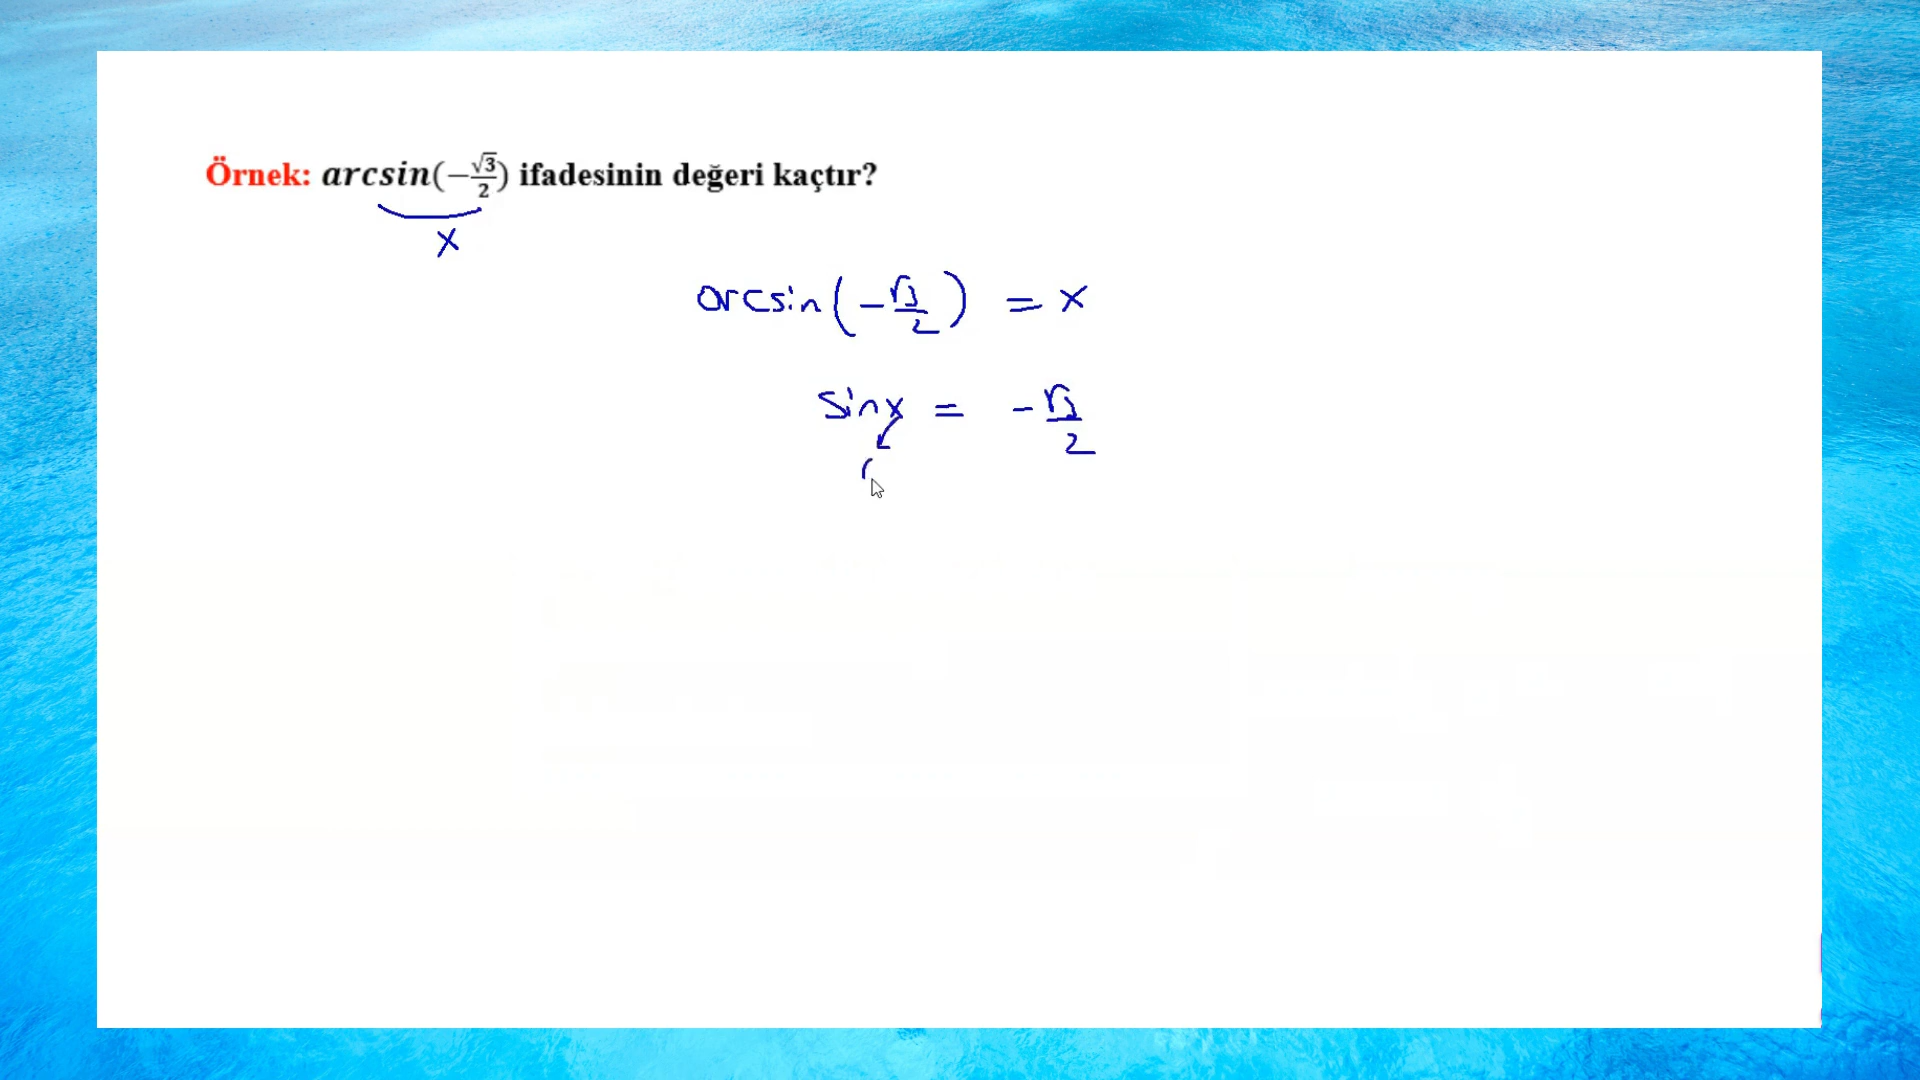 Örnek: arcsin(-√3/2) ifadesinin değeri kaçtır?
x
arcsin(-√3/2) = x
sinx = -√3/2